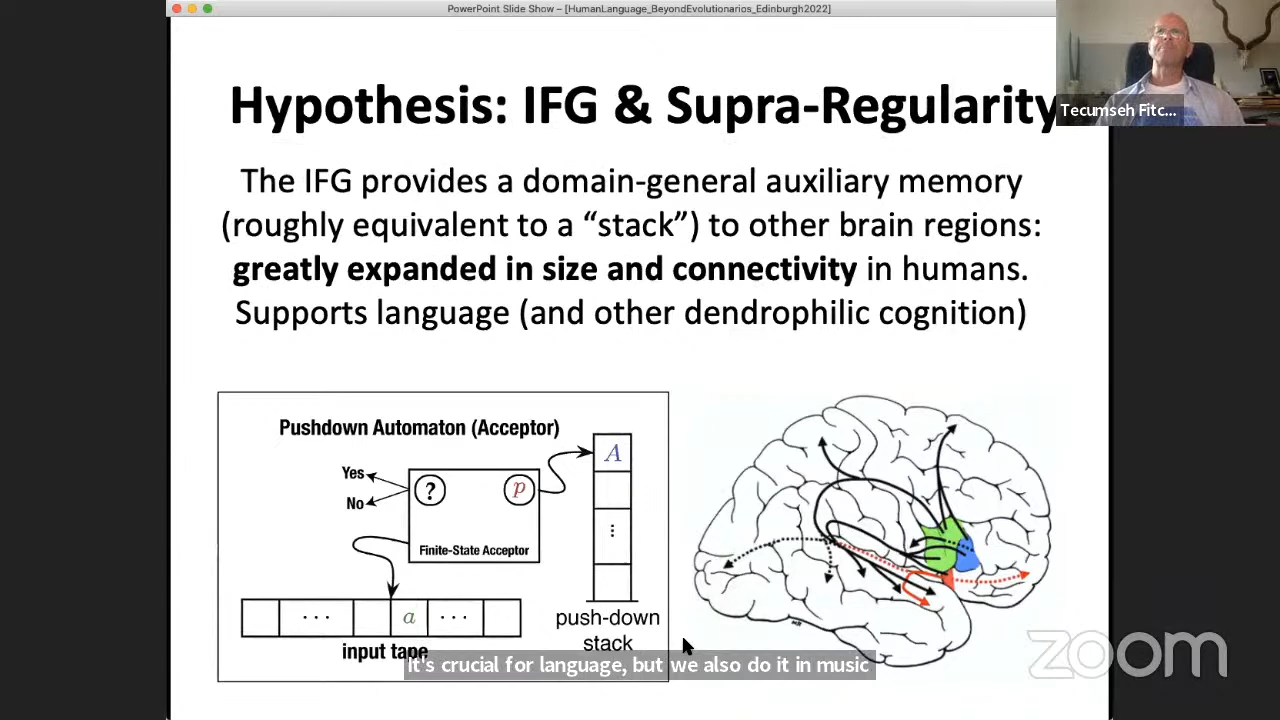 PowerPoint Slide Show – [HumanLanguage_BeyondEvolutionarios_Edinburgh2022]
Hypothesis: IFG & Supra-Regularity
Tecumseh Fitc...
The IFG provides a domain-general auxiliary memory
(roughly equivalent to a “stack”) to other brain regions:
greatly expanded in size and connectivity in humans.
Supports language (and other dendrophilic cognition)
Pushdown Automaton (Acceptor)
A
Yes
No
?
p
⋮
Finite-State Acceptor
··· a ···
push-down
stack
input tape
It's crucial for language, but we also do it in music
zoom